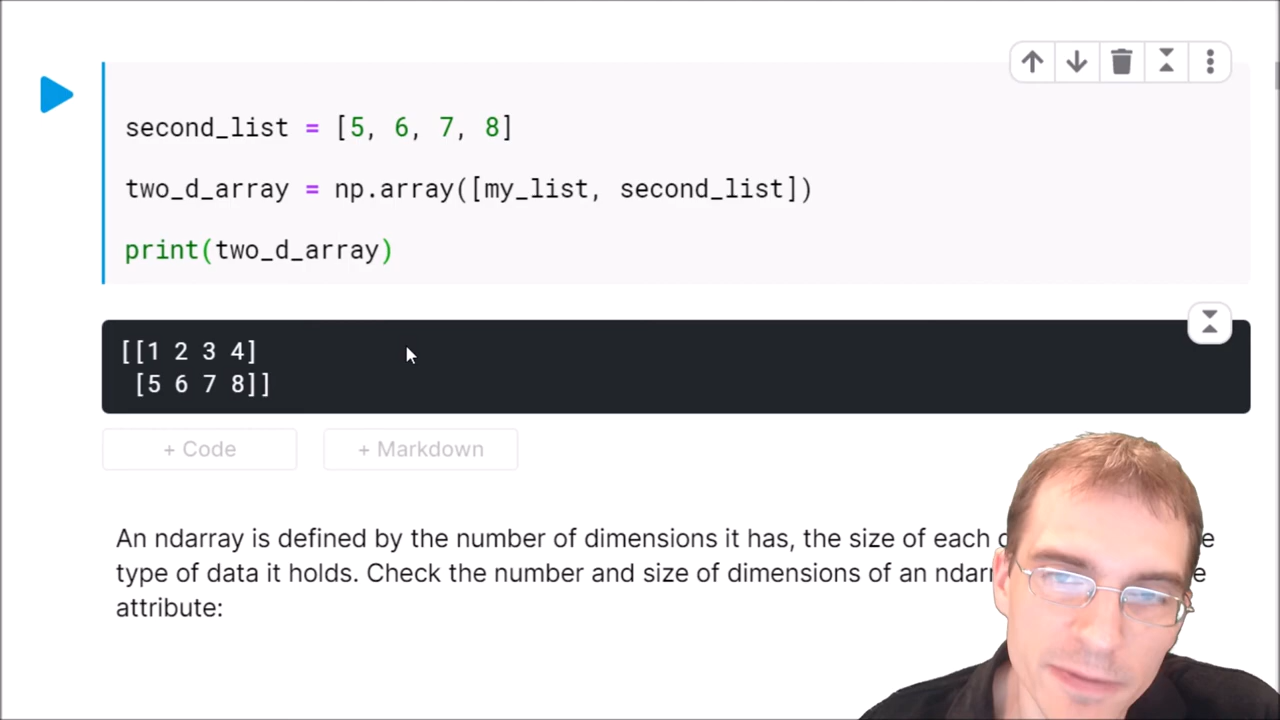 second_list = [5, 6, 7, 8]
two_d_array = np.array([my_list, second_list])
print(two_d_array)
[[1 2 3 4]
[5 6 7 8]]
+ Code
+ Markdown
An ndarray is defined by the number of dimensions it has, the size of each
type of data it holds. Check the number and size of dimensions of an
attribute: